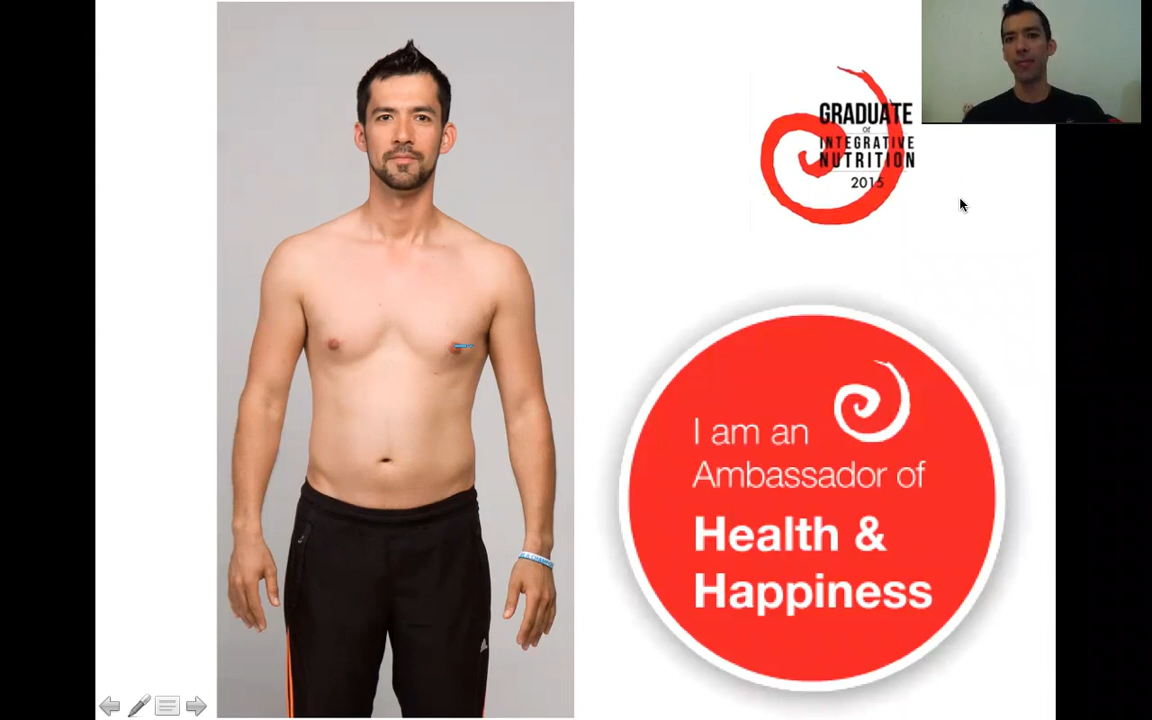 GRADUATE
OF
INTEGRATIVE
NUTRITION
2015
I am an
Ambassador of
Health &
Happiness